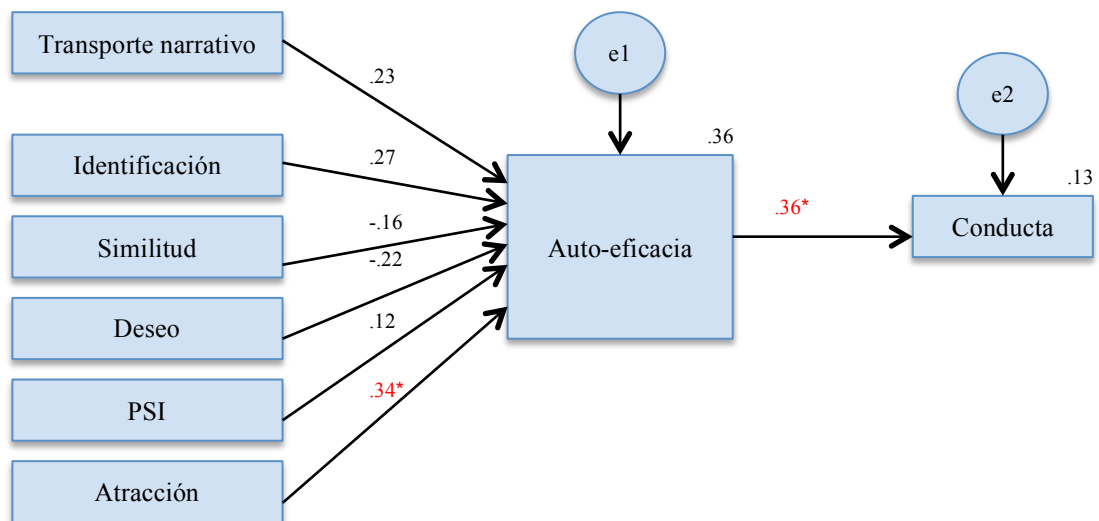 Transporte narrativo
e1
e2
.23
Identificación
.27
.36
.13
Similitud
-.16
.36*
Conducta
-.22
Auto-eficacia
Deseo
.12
.34*
PSI
Atracción